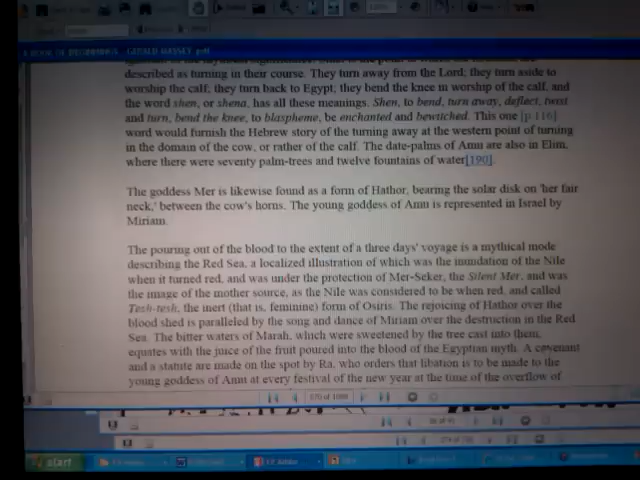 A BOOK OF BEGINNINGS GERALD MASSEY.pdf
described as turning in their course. They turn away from the Lord; they turn aside to
worship the calf; they turn back to Egypt; they bend the knee in worship of the calf, and
the word shen, or shena, has all these meanings. Shen, to bend, turn away, deflect, twist
and turn, bend the knee, to blaspheme, be enchanted and bewitched. This one [p.116]
word would furnish the Hebrew story of the turning away at the western point of turning
in the domain of the cow, or rather of the calf. The date-palms of Annu are also in Elim,
where there were seventy palm-trees and twelve fountains of water[190].
The goddess Mer is likewise found as a form of Hathor, bearing the solar disk on 'her fair
neck,' between the cow's horns. The young goddess of Annu is represented in Israel by
Miriam.
The pouring out of the blood to the extent of a three days' voyage is a mythical mode
describing the Red Sea, a localized illustration of which was the inundation of the Nile
when it turned red, and was under the protection of Mer-Seker, the Silent Mer, and was
the image of the mother source, as the Nile was considered to be when red, and called
Tesh-tesh, the inert (that is, feminine) form of Osiris. The rejoicing of Hathor over the
blood shed is paralleled by the song and dance of Miriam over the destruction in the Red
Sea. The bitter waters of Marah, which were sweetened by the tree cast into them,
equates with the juice of the fruit poured into the blood of the Egyptian myth. A covenant
and a statute are made on the spot by Ra, who orders that libation is to be made to the
young goddess of Annu at every festival of the new year at the time of the overflow of
start